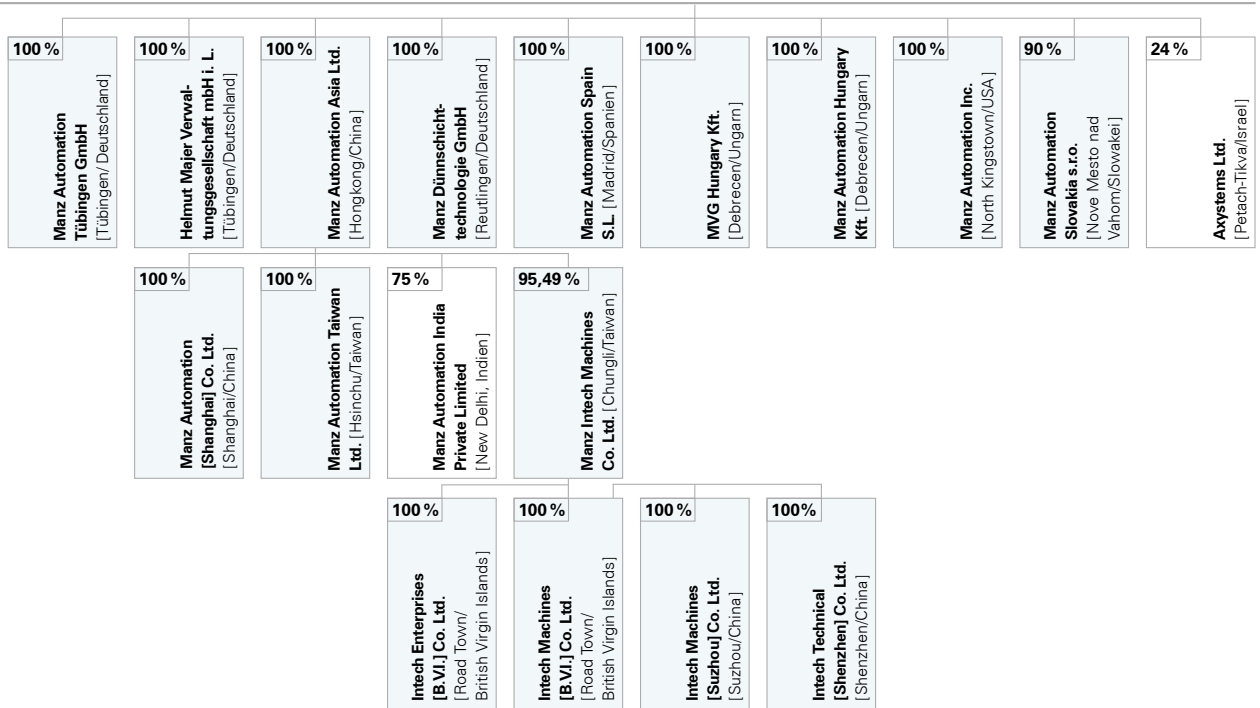 100 %
Manz Automation
Tübingen GmbH
[Tübingen/ Deutschland]
100 %
Helmut Majer Verwal-
tungsgesellschaft mbH i. L.
[Tübingen/Deutschland]
100 %
Manz Automation Asia Ltd.
[Hongkong/China]
100 %
Manz Dünnschicht-
technologie GmbH
[Reutlingen/Deutschland]
100 %
Manz Automation Spain
S.L. [Madrid/Spanien]
100 %
MVG Hungary Kft.
[Debrecen/Ungarn]
100 %
Manz Automation Hungary
Kft. [Debrecen/Ungarn]
100 %
Manz Automation Inc.
[North Kingstown/USA]
90 %
Manz Automation
Slovakia s.r.o.
[Nove Mesto nad
Vahom/Slowakei]
24 %
Axystems Ltd.
[Petach-Tikva/Israel]
100 %
Manz Automation
[Shanghai] Co. Ltd.
[Shanghai/China]
100 %
Manz Automation Taiwan
Ltd. [Hsinchu/Taiwan]
75 %
Manz Automation India
Private Limited
[New Delhi, Indien]
95,49 %
Manz Intech Machines
Co. Ltd. [Chungli/Taiwan]
100 %
Intech Enterprises
[B.V.I.] Co. Ltd.
[Road Town/
British Virgin Islands]
100 %
Intech Machines
[B.V.I.] Co. Ltd.
[Road Town/
British Virgin Islands]
100 %
Intech Machines
[Suzhou] Co. Ltd.
[Suzhou/China]
100%
Intech Technical
[Shenzhen] Co. Ltd.
[Shenzhen/China]